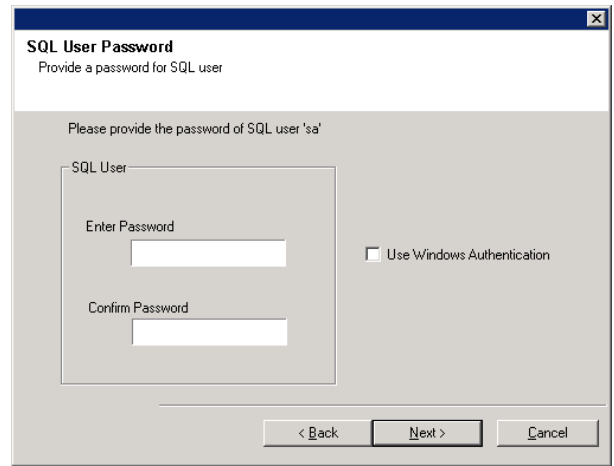 SQL User Password
Provide a password for SQL user
Please provide the password of SQL user 'sa'
SQL User
Enter Password
Use Windows Authentication
Confirm Password
< Back
Next >
Cancel